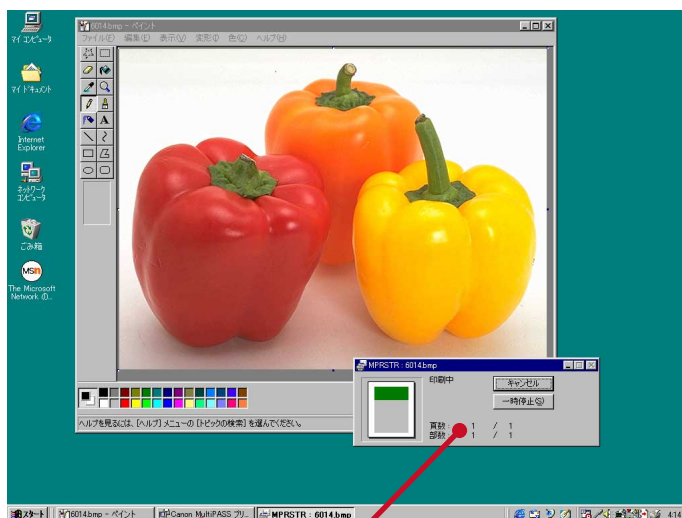 マイ コンピュータ
マイ ドキュメント
Internet
Explorer
ネットワーク
コンピュータ
ごみ箱
msn
The Microsoft
Network の..
6014.bmp - ペイント
ファイル(F) 編集(E) 表示(V) 変形(I) 色(C) ヘルプ(H)
A
MPRSTR : 6014.bmp
印刷中
キャンセル
一時停止(S)
頁数 : 1 / 1
部数 : 1 / 1
ヘルプを見るには、[ヘルプ] メニューの [トピックの検索] を選んでください。
スタート
6014.bmp - ペイント
Canon MultiPASS プリ..
MPRSTR : 6014.bmp
4:14